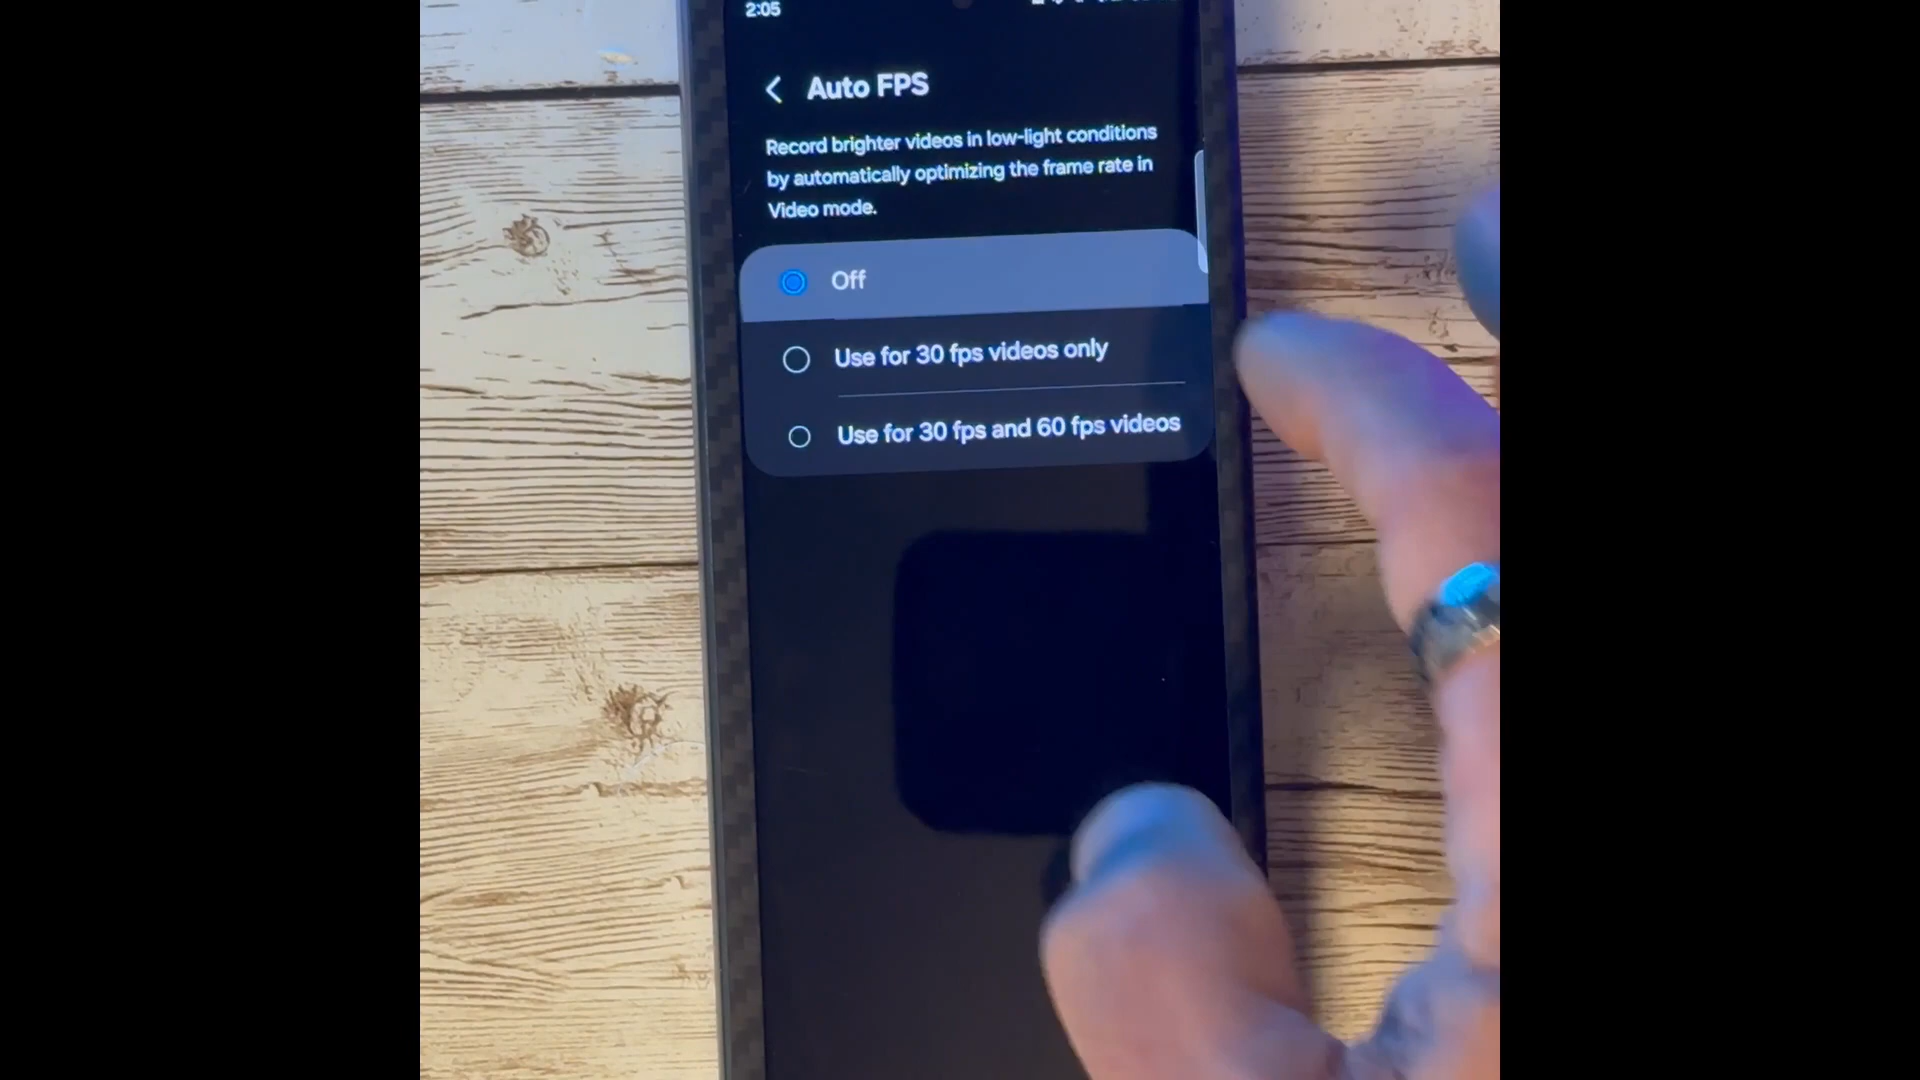 2:05
Auto FPS
Record brighter videos in low-light conditions
by automatically optimizing the frame rate in
Video mode.
Off
Use for 30 fps videos only
Use for 30 fps and 60 fps videos